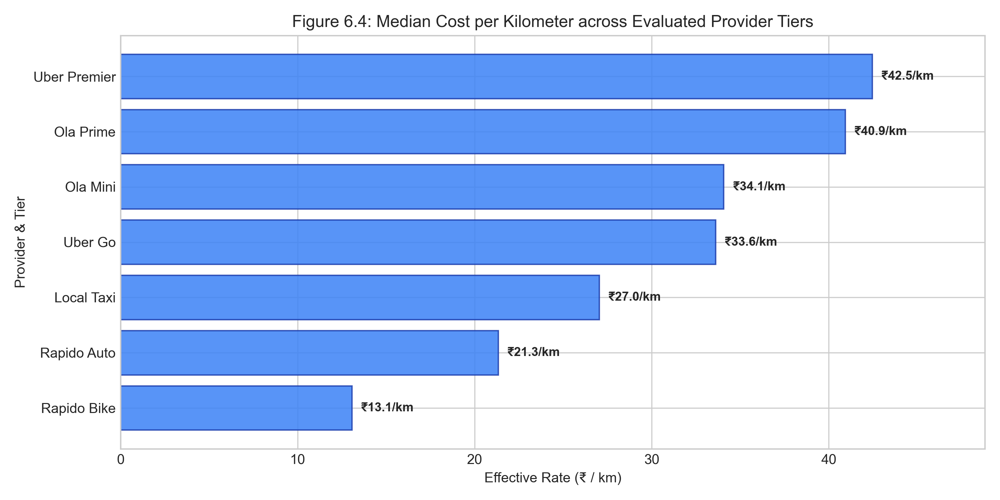 Figure 6.4: Median Cost per Kilometer across Evaluated Provider Tiers
Provider & Tier
Uber Premier ₹42.5/km
Ola Prime ₹40.9/km
Ola Mini ₹34.1/km
Uber Go ₹33.6/km
Local Taxi ₹27.0/km
Rapido Auto ₹21.3/km
Rapido Bike ₹13.1/km
0 10 20 30 40
Effective Rate (₹ / km)